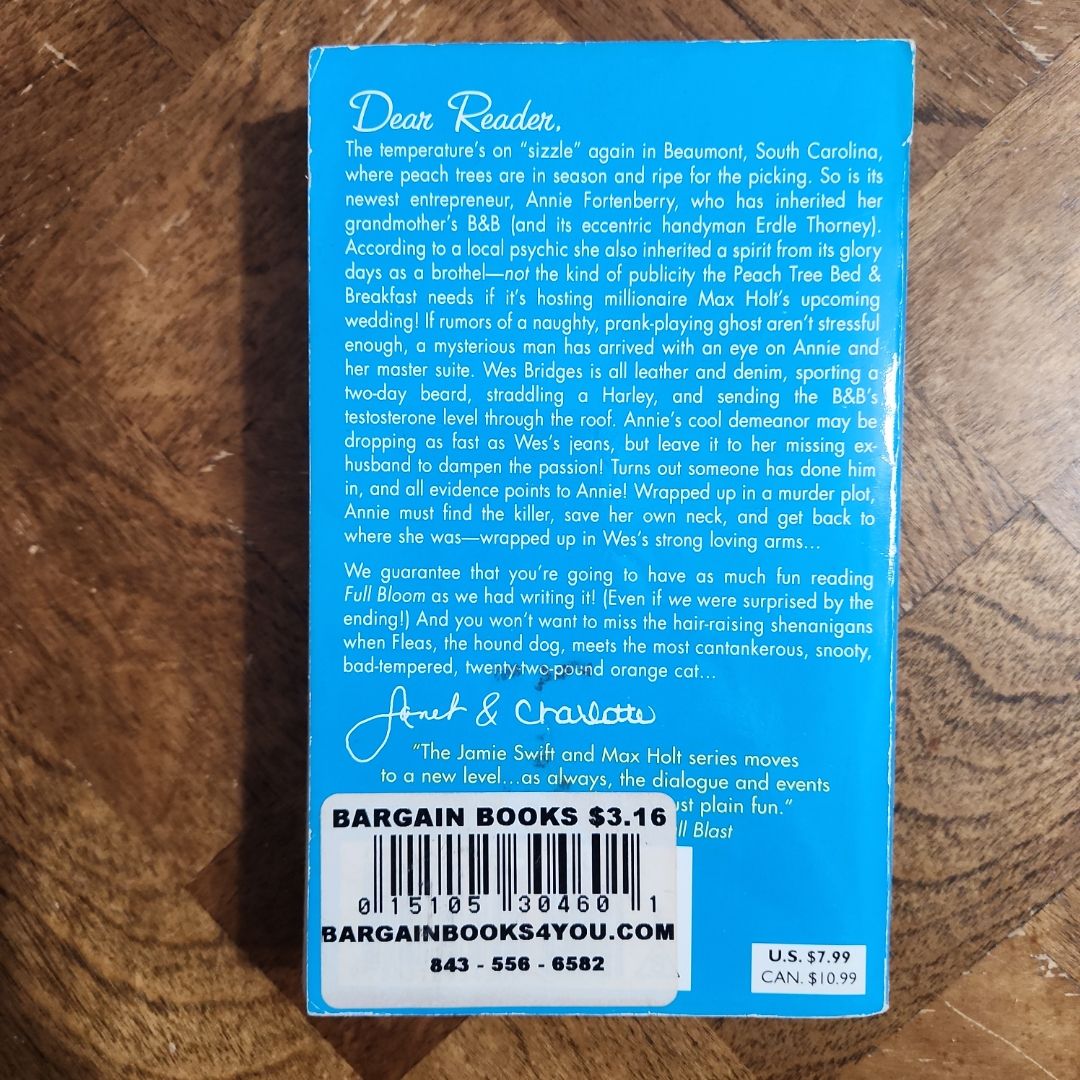 Dear Reader,
The temperature's on "sizzle" again in Beaumont, South Carolina,
where peach trees are in season and ripe for the picking. So is its
newest entrepreneur, Annie Fortenberry, who has inherited her
grandmother's B&B (and its eccentric handyman Erdle Thorney).
According to a local psychic she also inherited a spirit from its glory
days as a brothel—not the kind of publicity the Peach Tree Bed &
Breakfast needs if it's hosting millionaire Max Holt's upcoming
wedding! If rumors of a naughty, prank-playing ghost aren't stressful
enough, a mysterious man has arrived with an eye on Annie and
her master suite. Wes Bridges is all leather and denim, sporting a
two-day beard, straddling a Harley, and sending the B&B's
testosterone level through the roof. Annie's cool demeanor may be
dropping as fast as Wes's jeans, but leave it to her missing ex-
husband to dampen the passion! Turns out someone has done him
in, and all evidence points to Annie! Wrapped up in a murder plot,
Annie must find the killer, save her own neck, and get back to
where she was—wrapped up in Wes's strong loving arms...
We guarantee that you're going to have as much fun reading
Full Bloom as we had writing it! (Even if we were surprised by the
ending!) And you won't want to miss the hair-raising shenanigans
when Fleas, the hound dog, meets the most cantankerous, snooty,
bad-tempered, twenty-two-pound orange cat...
Janet & Charlotte
"The Jamie Swift and Max Holt series moves
to a new level...as always, the dialogue and events
plain fun."
Blast
BARGAIN BOOKS $3.16
0 15105 30460 1
BARGAINBOOKS4YOU.COM
843 - 556 - 6582
U.S. $7.99
CAN. $10.99